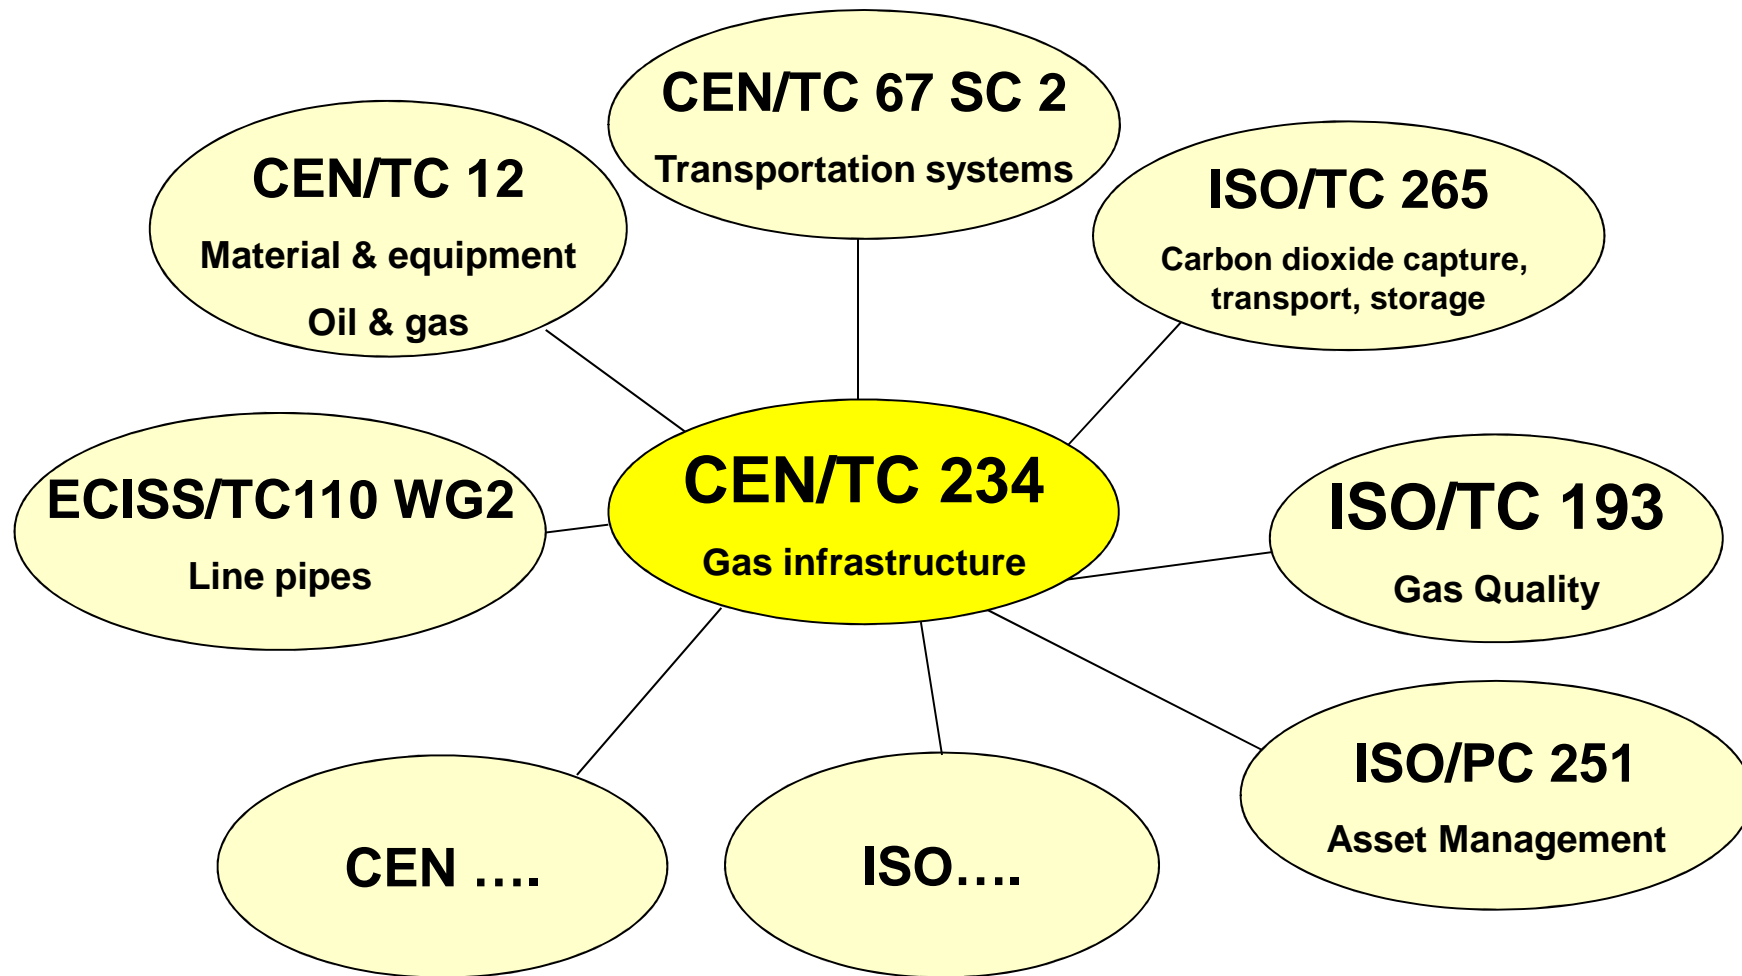 CEN/TC 67 SC 2
Transportation systems
CEN/TC 12
Material & equipment
Oil & gas
ISO/TC 265
Carbon dioxide capture,
transport, storage
CEN/TC 234
Gas infrastructure
ECISS/TC110 WG2
Line pipes
ISO/TC 193
Gas Quality
ISO/PC 251
Asset Management
CEN ….
ISO….